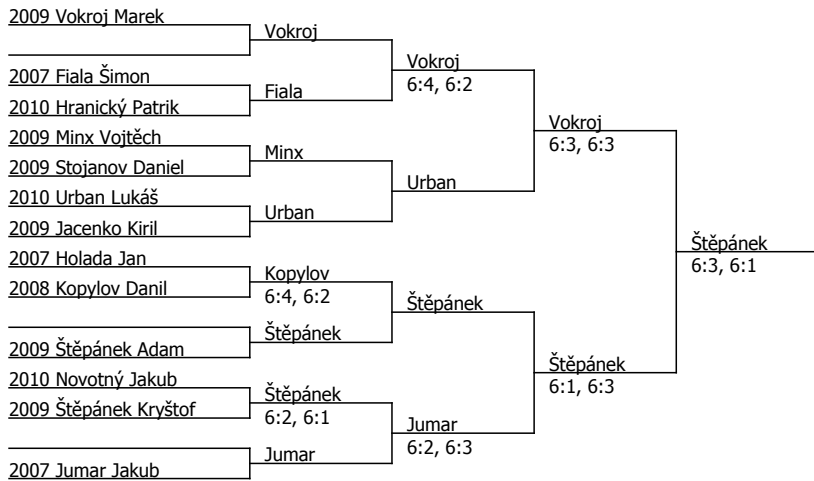 2009 Vokroj Marek
2007 Fiala Šimon
2010 Hranický Patrik
2009 Minx Vojtěch
2009 Stojanov Daniel
2010 Urban Lukáš
2009 Jacenko Kiril
2007 Holada Jan
2008 Kopylov Danil
2009 Štěpánek Adam
2010 Novotný Jakub
2009 Štěpánek Kryštof
2007 Jumar Jakub
Vokroj
Fiala
Minx
Urban
Kopylov
6:4, 6:2
Štěpánek
Štěpánek
6:2, 6:1
Jumar
Vokroj
6:4, 6:2
Urban
Štěpánek
Jumar
6:2, 6:3
Vokroj
6:3, 6:3
Štěpánek
6:1, 6:3
Štěpánek
6:3, 6:1